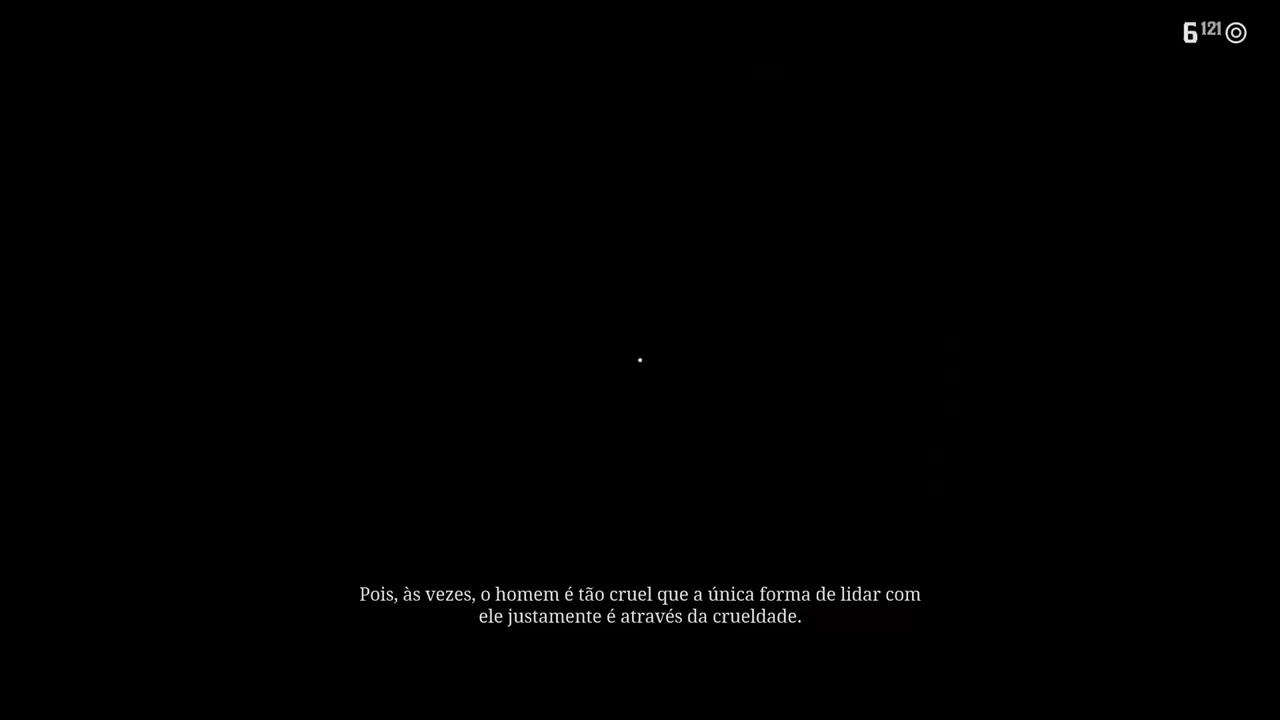 6 121
Pois, às vezes, o homem é tão cruel que a única forma de lidar com
ele justamente é através da crueldade.